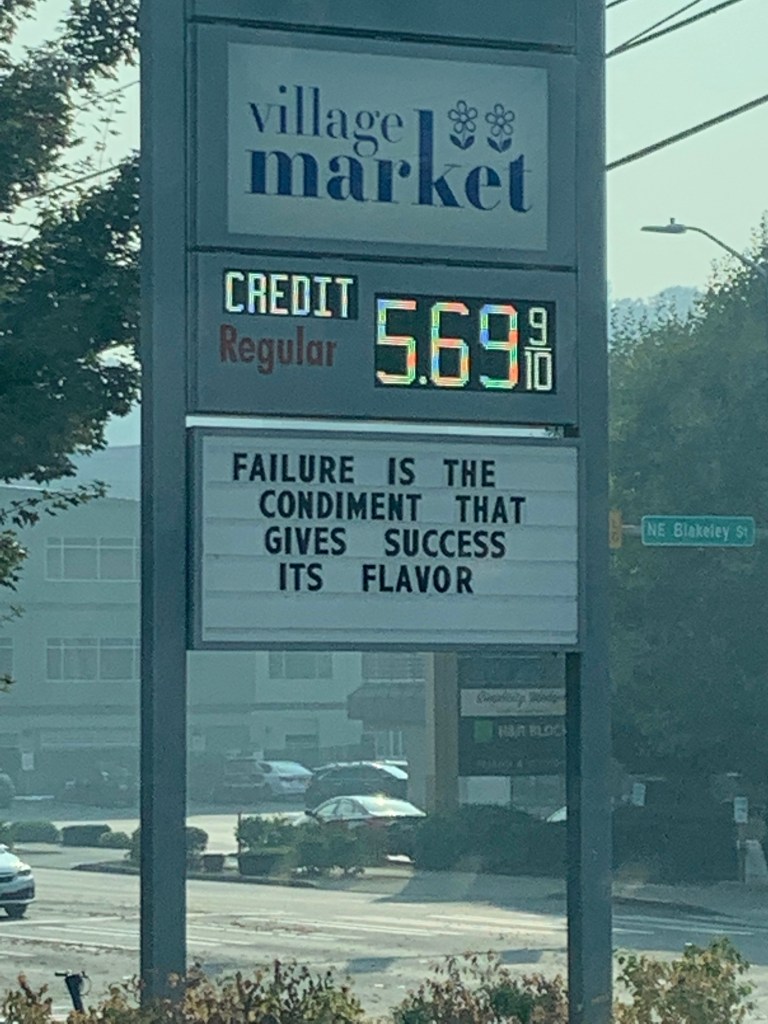 village
market
CREDIT
Regular
5.69 9/10
FAILURE IS THE
CONDIMENT THAT
GIVES SUCCESS
ITS FLAVOR
NE Blakeley St
H&R BLOCK